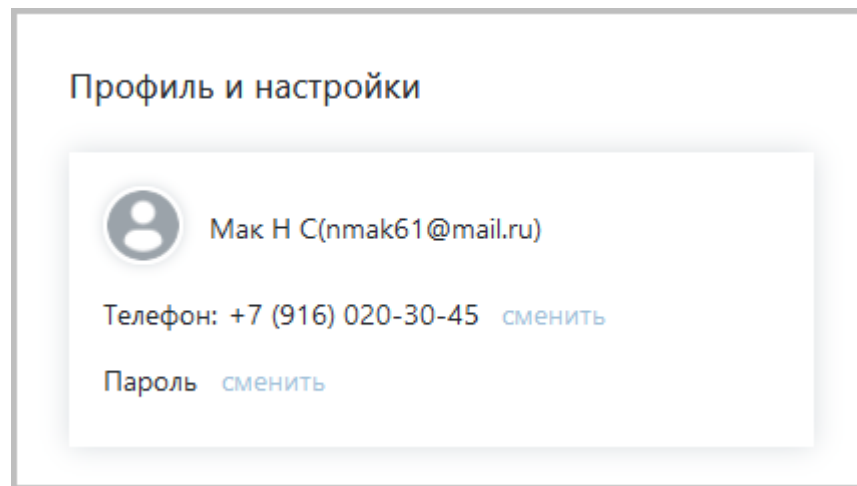 Профиль и настройки
Мак Н С(nmak61@mail.ru)
Телефон: +7 (916) 020-30-45 сменить
Пароль сменить